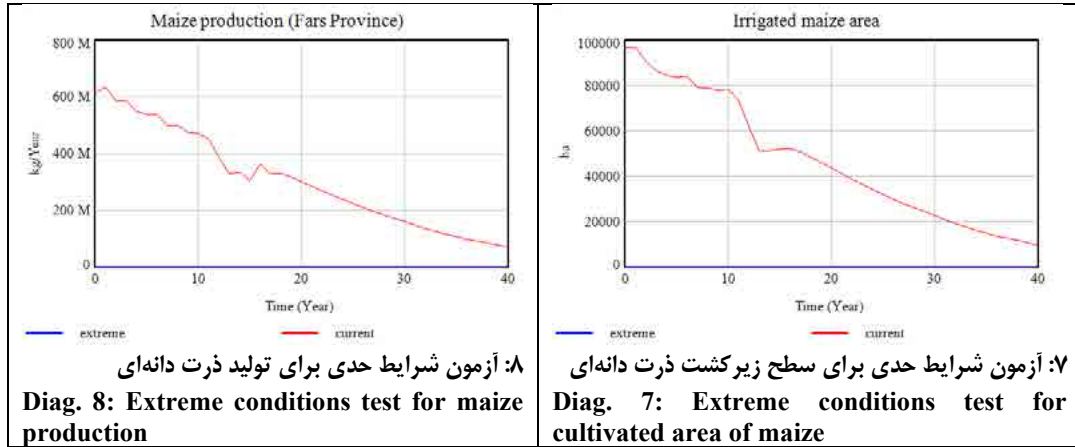 Maize production (Fars Province)
800 M
600 M
400 M
200 M
0
kg/Year
0 10 20 30 40
Time (Year)
extreme current
۸: آزمون شرایط حدی برای تولید ذرت دانه‌ای
Diag. 8: Extreme conditions test for maize
production
Irrigated maize area
100000
80000
60000
40000
20000
0
ha
0 10 20 30 40
Time (Year)
extreme current
۷: آزمون شرایط حدی برای سطح زیرکشت ذرت دانه‌ای
Diag. 7: Extreme conditions test for
cultivated area of maize